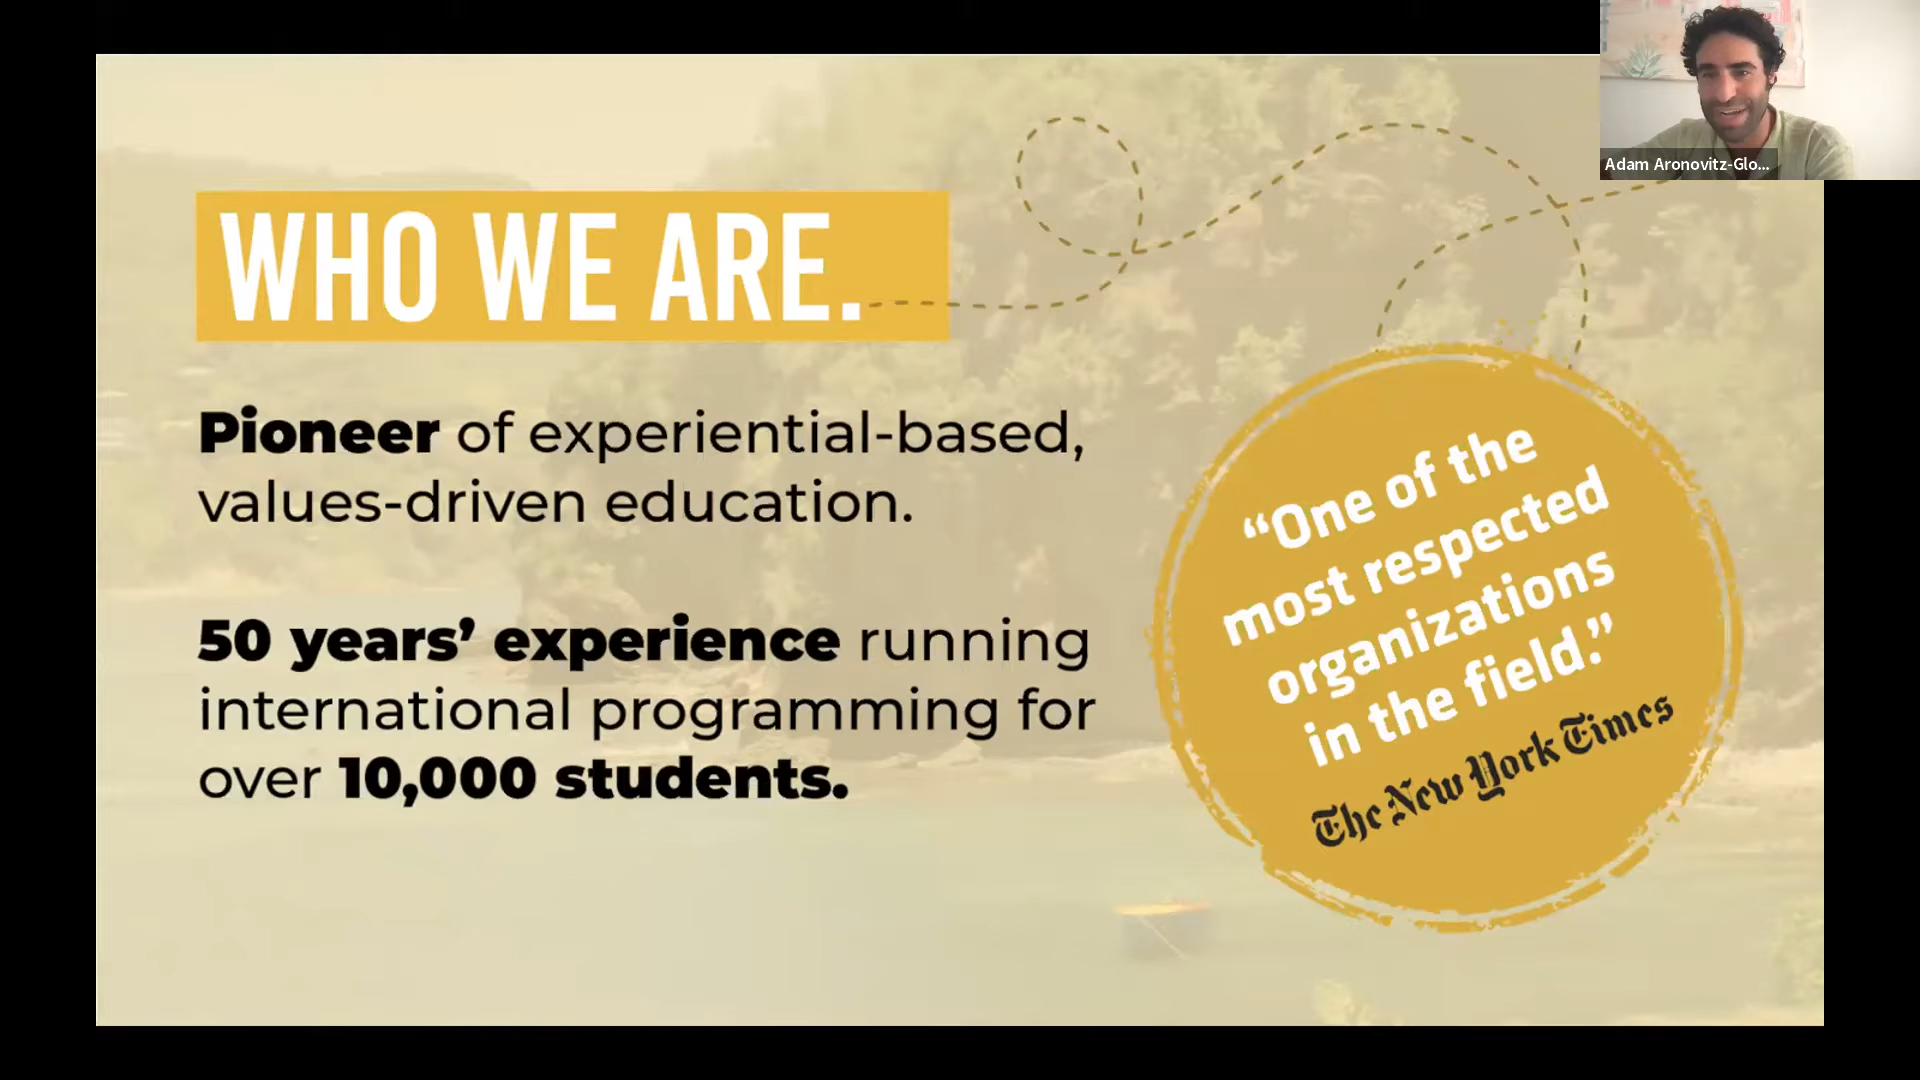 Adam Aronovitz-Glo...
WHO WE ARE.
Pioneer of experiential-based,
values-driven education.
50 years’ experience running
international programming for
over 10,000 students.
“One of the
most respected
organizations
in the field.”
The New York Times